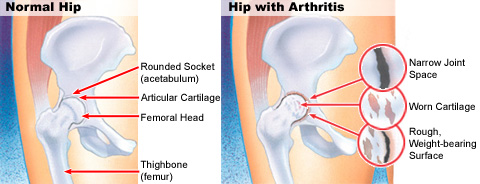 Normal Hip
Rounded Socket
(acetabulum)
Articular Cartilage
Femoral Head
Thighbone
(femur)
Hip with Arthritis
Narrow Joint
Space
Worn Cartilage
Rough,
Weight-bearing
Surface